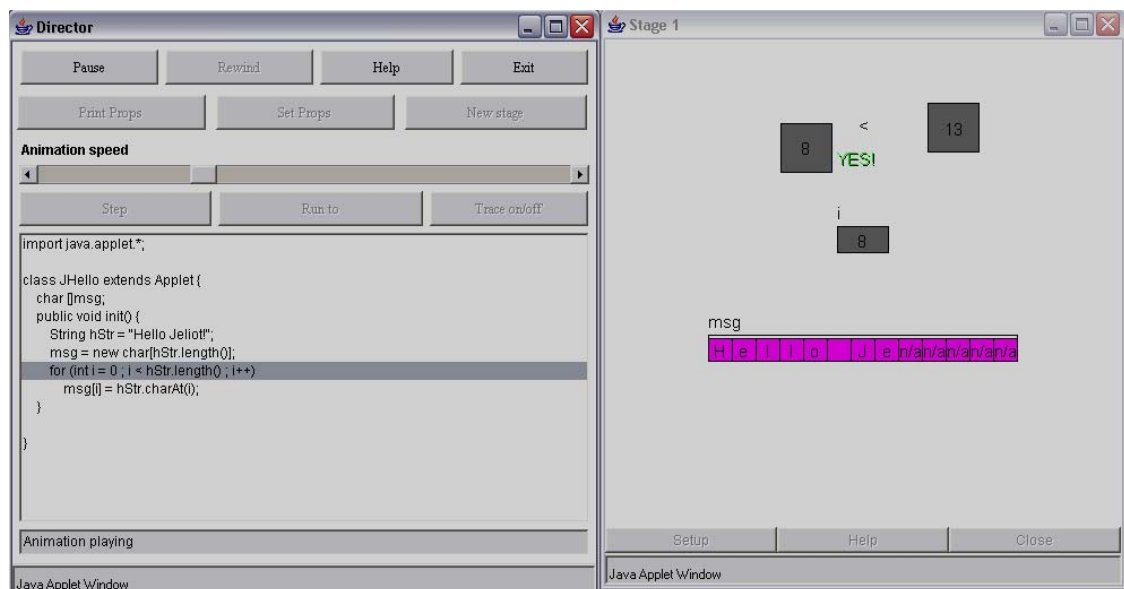 Director
Pause Rewind Help Exit
Print Props Set Props New stage
Animation speed
Step Run to Trace on/off
import java.applet.*;
class JHello extends Applet {
char []msg;
public void init() {
String hStr = "Hello Jeliot!";
msg = new char[hStr.length()];
for (int i = 0 ; i < hStr.length() ; i++)
msg[i] = hStr.charAt(i);
}
}
Animation playing
Java Applet Window
Stage 1
8 < 13
YES!
i
8
msg
H e l l o J e n/a n/a n/a n/a n/a
Setup Help Close
Java Applet Window